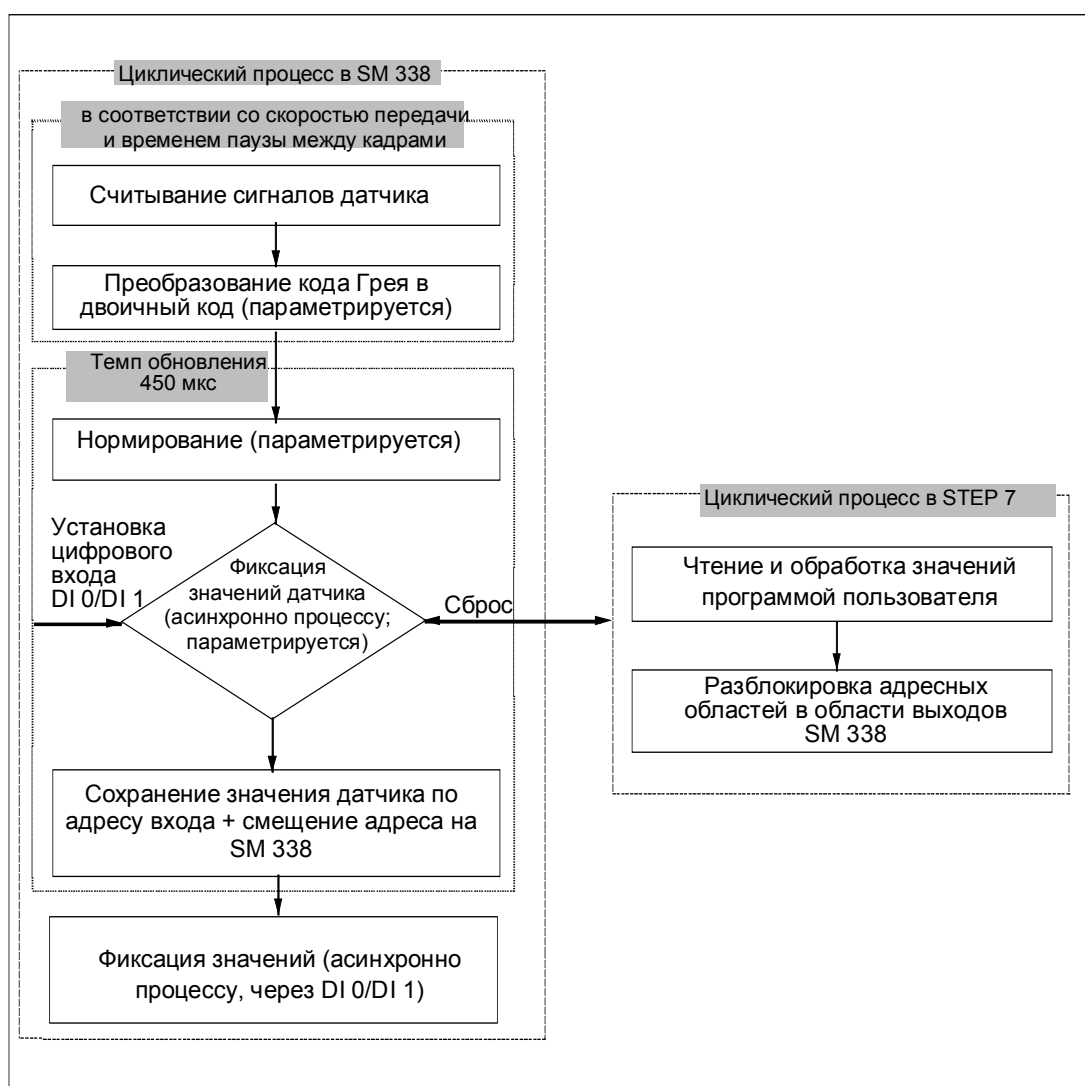 Циклический процесс в SM 338
в соответствии со скоростью передачи
и временем паузы между кадрами
Считывание сигналов датчика
Преобразование кода Грея в
двоичный код (параметрируется)
Темп обновления
450 мкс
Нормирование (параметрируется)
Установка
цифрового
входа
DI 0/DI 1
Фиксация
значений датчика
(асинхронно процессу;
параметрируется)
Сброс
Сохранение значения датчика по
адресу входа + смещение адреса на
SM 338
Фиксация значений (асинхронно
процессу, через DI 0/DI 1)
Циклический процесс в STEP 7
Чтение и обработка значений
программой пользователя
Разблокировка адресных
областей в области выходов
SM 338